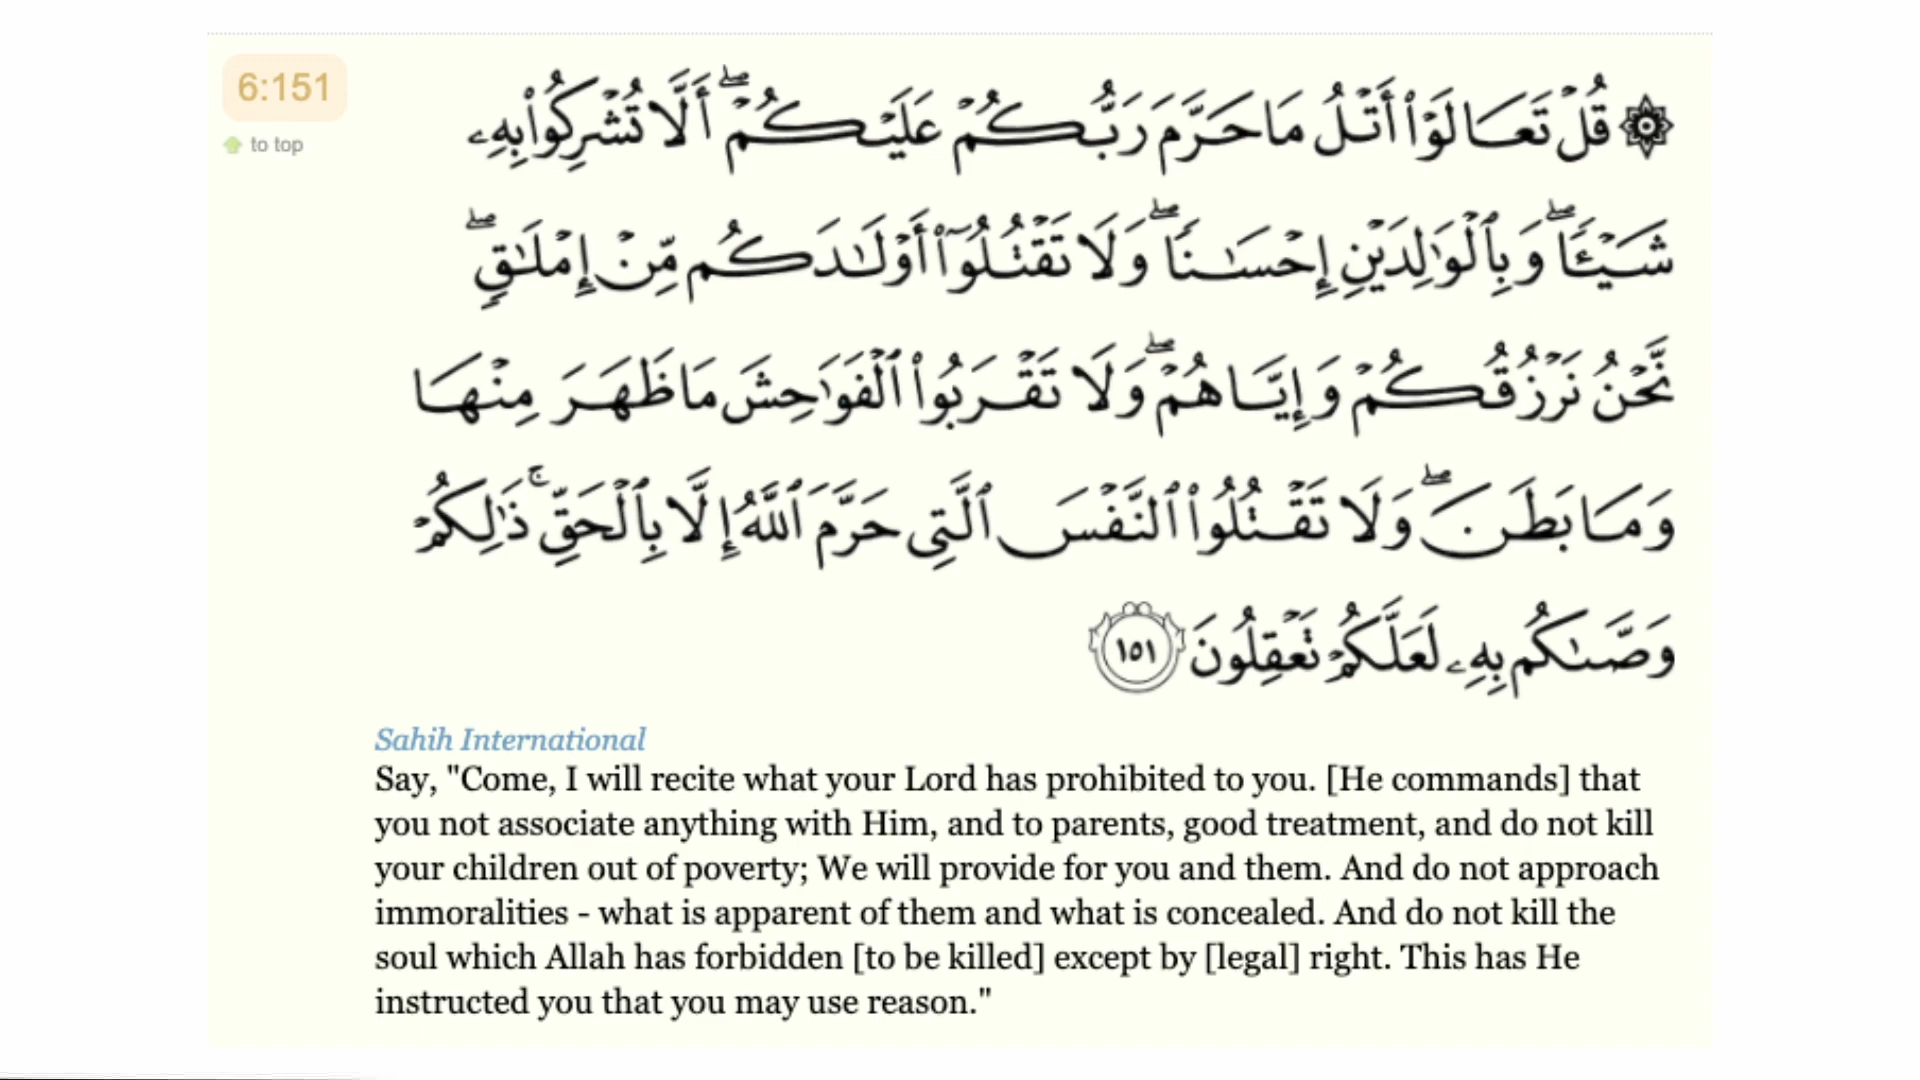 6:151
to top
۞ قُلْ تَعَالَوْا۟ أَتْلُ مَا حَرَّمَ رَبُّكُمْ عَلَيْكُمْ ۖ أَلَّا تُشْرِكُوا۟ بِهِۦ
شَيْـًٔا ۖ وَبِٱلْوَٰلِدَيْنِ إِحْسَـٰنًا ۖ وَلَا تَقْتُلُوٓا۟ أَوْلَـٰدَكُم مِّنْ إِمْلَـٰقٍ ۖ
نَّحْنُ نَرْزُقُكُمْ وَإِيَّاهُمْ ۖ وَلَا تَقْرَبُوا۟ ٱلْفَوَٰحِشَ مَا ظَهَرَ مِنْهَا
وَمَا بَطَنَ ۖ وَلَا تَقْتُلُوا۟ ٱلنَّفْسَ ٱلَّتِى حَرَّمَ ٱللَّهُ إِلَّا بِٱلْحَقِّ ۚ ذَٰلِكُمْ
وَصَّىٰكُم بِهِۦ لَعَلَّكُمْ تَعْقِلُونَ ١٥١
Sahih International
Say, "Come, I will recite what your Lord has prohibited to you. [He commands] that
you not associate anything with Him, and to parents, good treatment, and do not kill
your children out of poverty; We will provide for you and them. And do not approach
immoralities - what is apparent of them and what is concealed. And do not kill the
soul which Allah has forbidden [to be killed] except by [legal] right. This has He
instructed you that you may use reason."